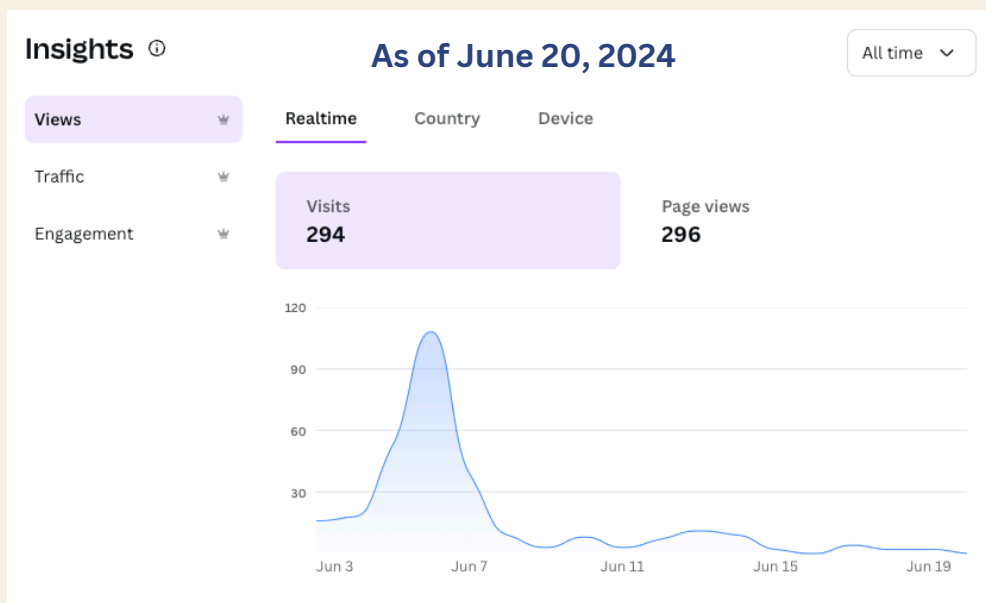 Insights
As of June 20, 2024
All time
Views
Traffic
Engagement
Realtime Country Device
Visits
294
Page views
296
120
90
60
30
Jun 3 Jun 7 Jun 11 Jun 15 Jun 19